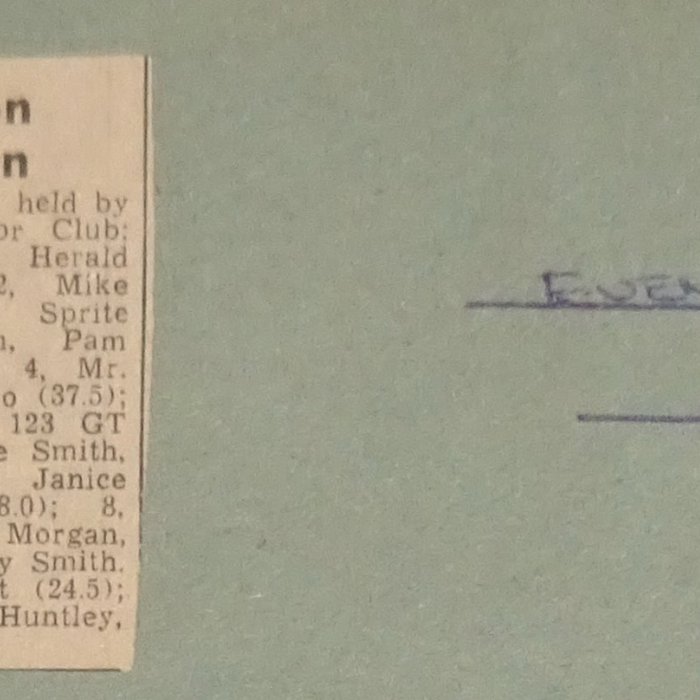 n
n
held by
or Club:
Herald
2, Mike
Sprite
n, Pam
4, Mr.
o (37.5);
123 GT
e Smith,
Janice
8.0); 8,
Morgan,
y Smith.
t (24.5);
Huntley,
EVEN